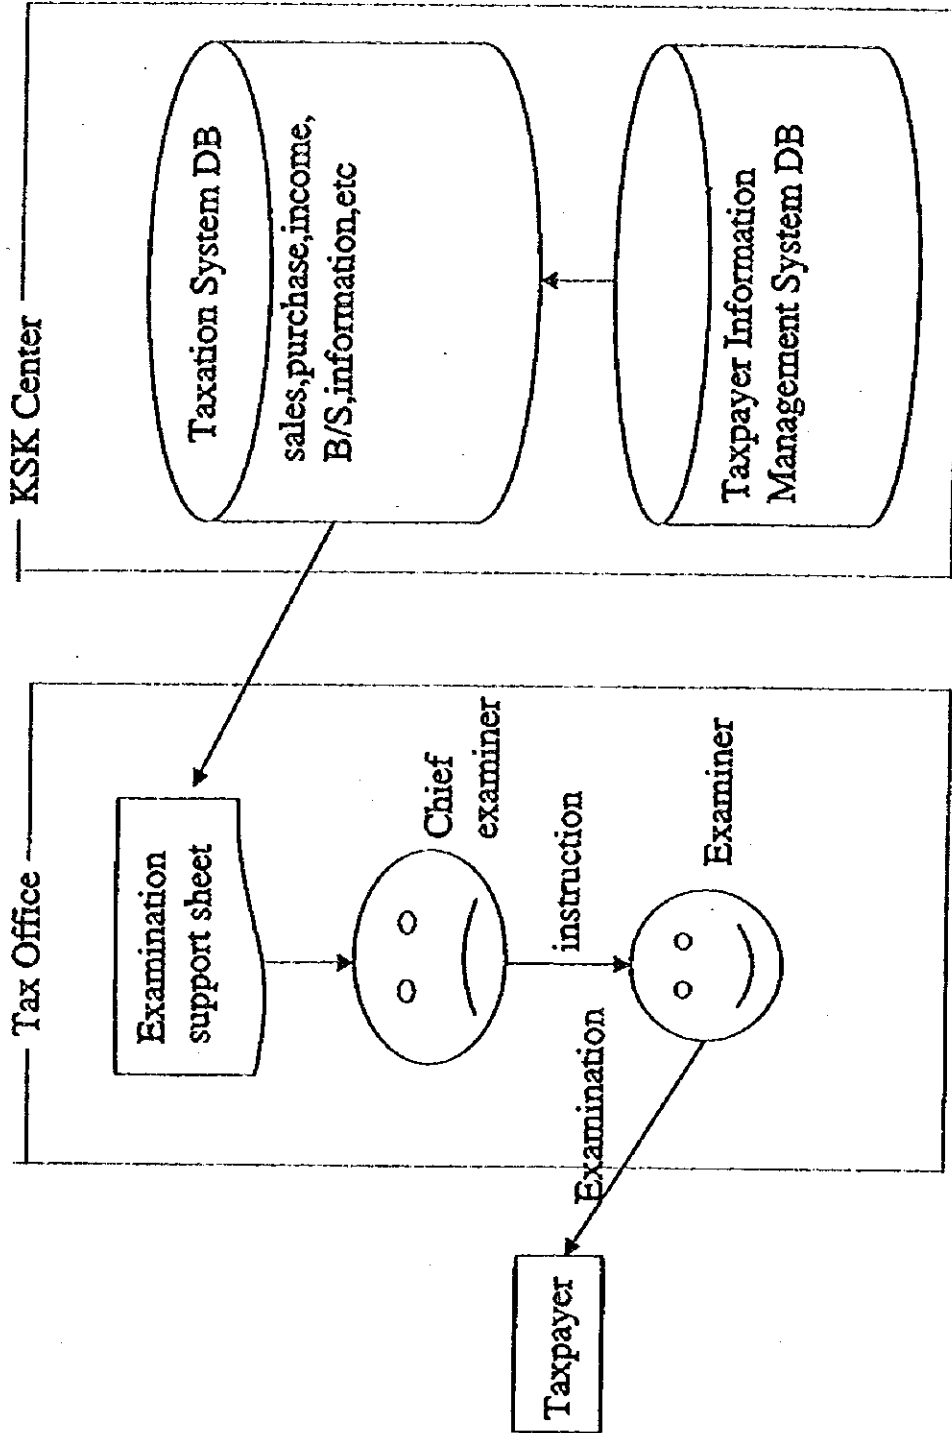 Tax Office
KSK Center
Examination
support sheet
Chief
examiner
instruction
Examiner
Examination
Taxpayer
Taxation System DB
sales,purchase,income,
B/S,information,etc
Taxpayer Information
Management System DB